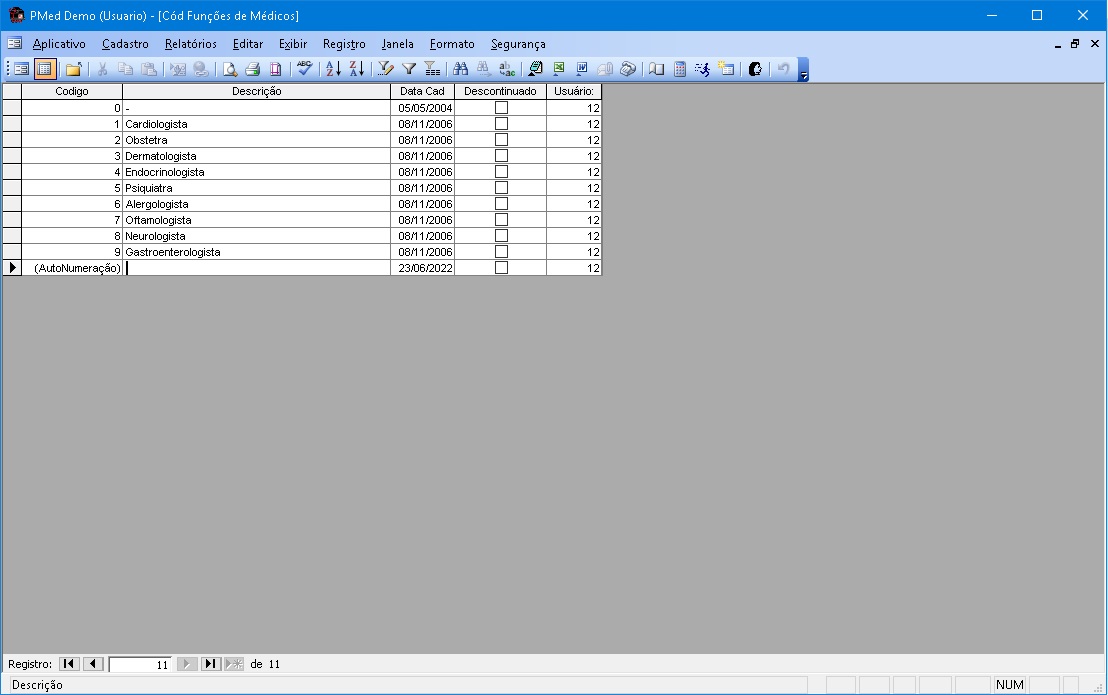 PMed Demo (Usuario) - [Cód Funções de Médicos]
Aplicativo Cadastro Relatórios Editar Exibir Registro Janela Formato Segurança
Codigo Descrição Data Cad Descontinuado Usuário:
0 - 05/05/2004 12
1 Cardiologista 08/11/2006 12
2 Obstetra 08/11/2006 12
3 Dermatologista 08/11/2006 12
4 Endocrinologista 08/11/2006 12
5 Psiquiatra 08/11/2006 12
6 Alergologista 08/11/2006 12
7 Oftamologista 08/11/2006 12
8 Neurologista 08/11/2006 12
9 Gastroenterologista 08/11/2006 12
(AutoNumeração) 23/06/2022 12
Registro: 11 de 11
Descrição NUM